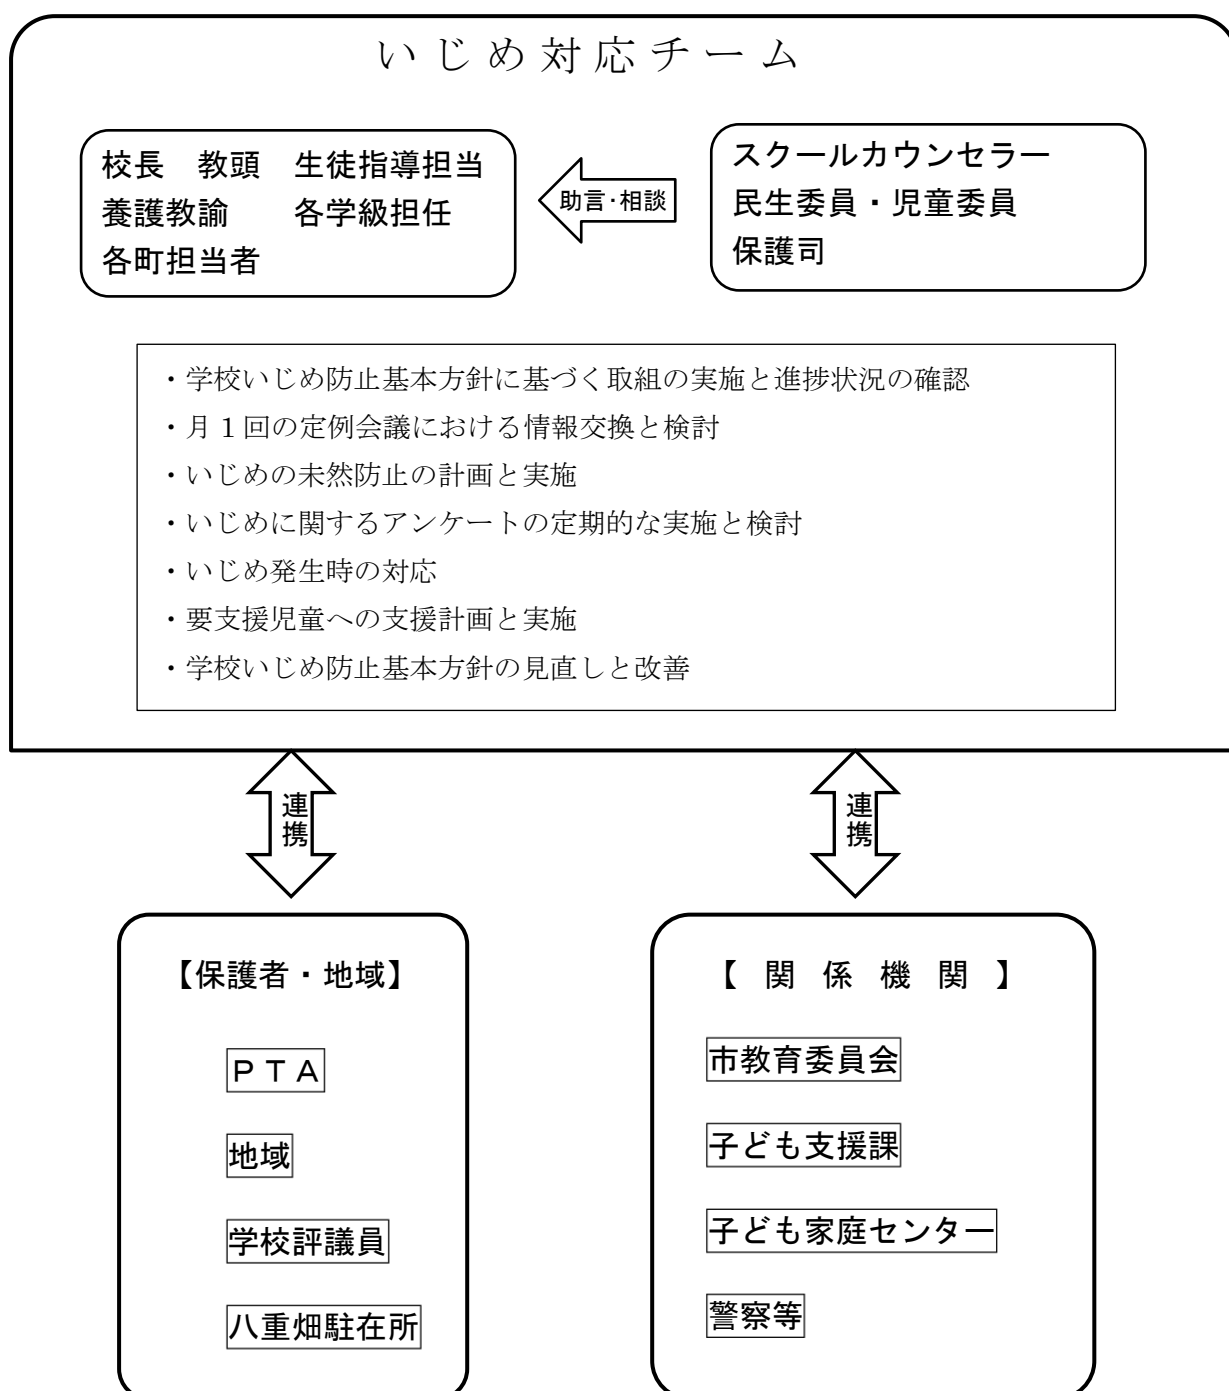 いじめ対応チーム
校長　教頭　生徒指導担当
養護教諭　　各学級担任
各町担当者
助言・相談
スクールカウンセラー
民生委員・児童委員
保護司
・学校いじめ防止基本方針に基づく取組の実施と進捗状況の確認
・月１回の定例会議における情報交換と検討
・いじめの未然防止の計画と実施
・いじめに関するアンケートの定期的な実施と検討
・いじめ発生時の対応
・要支援児童への支援計画と実施
・学校いじめ防止基本方針の見直しと改善
連携
連携
【保護者・地域】
ＰＴＡ
地域
学校評議員
八重畑駐在所
【関係機関】
市教育委員会
子ども支援課
子ども家庭センター
警察等